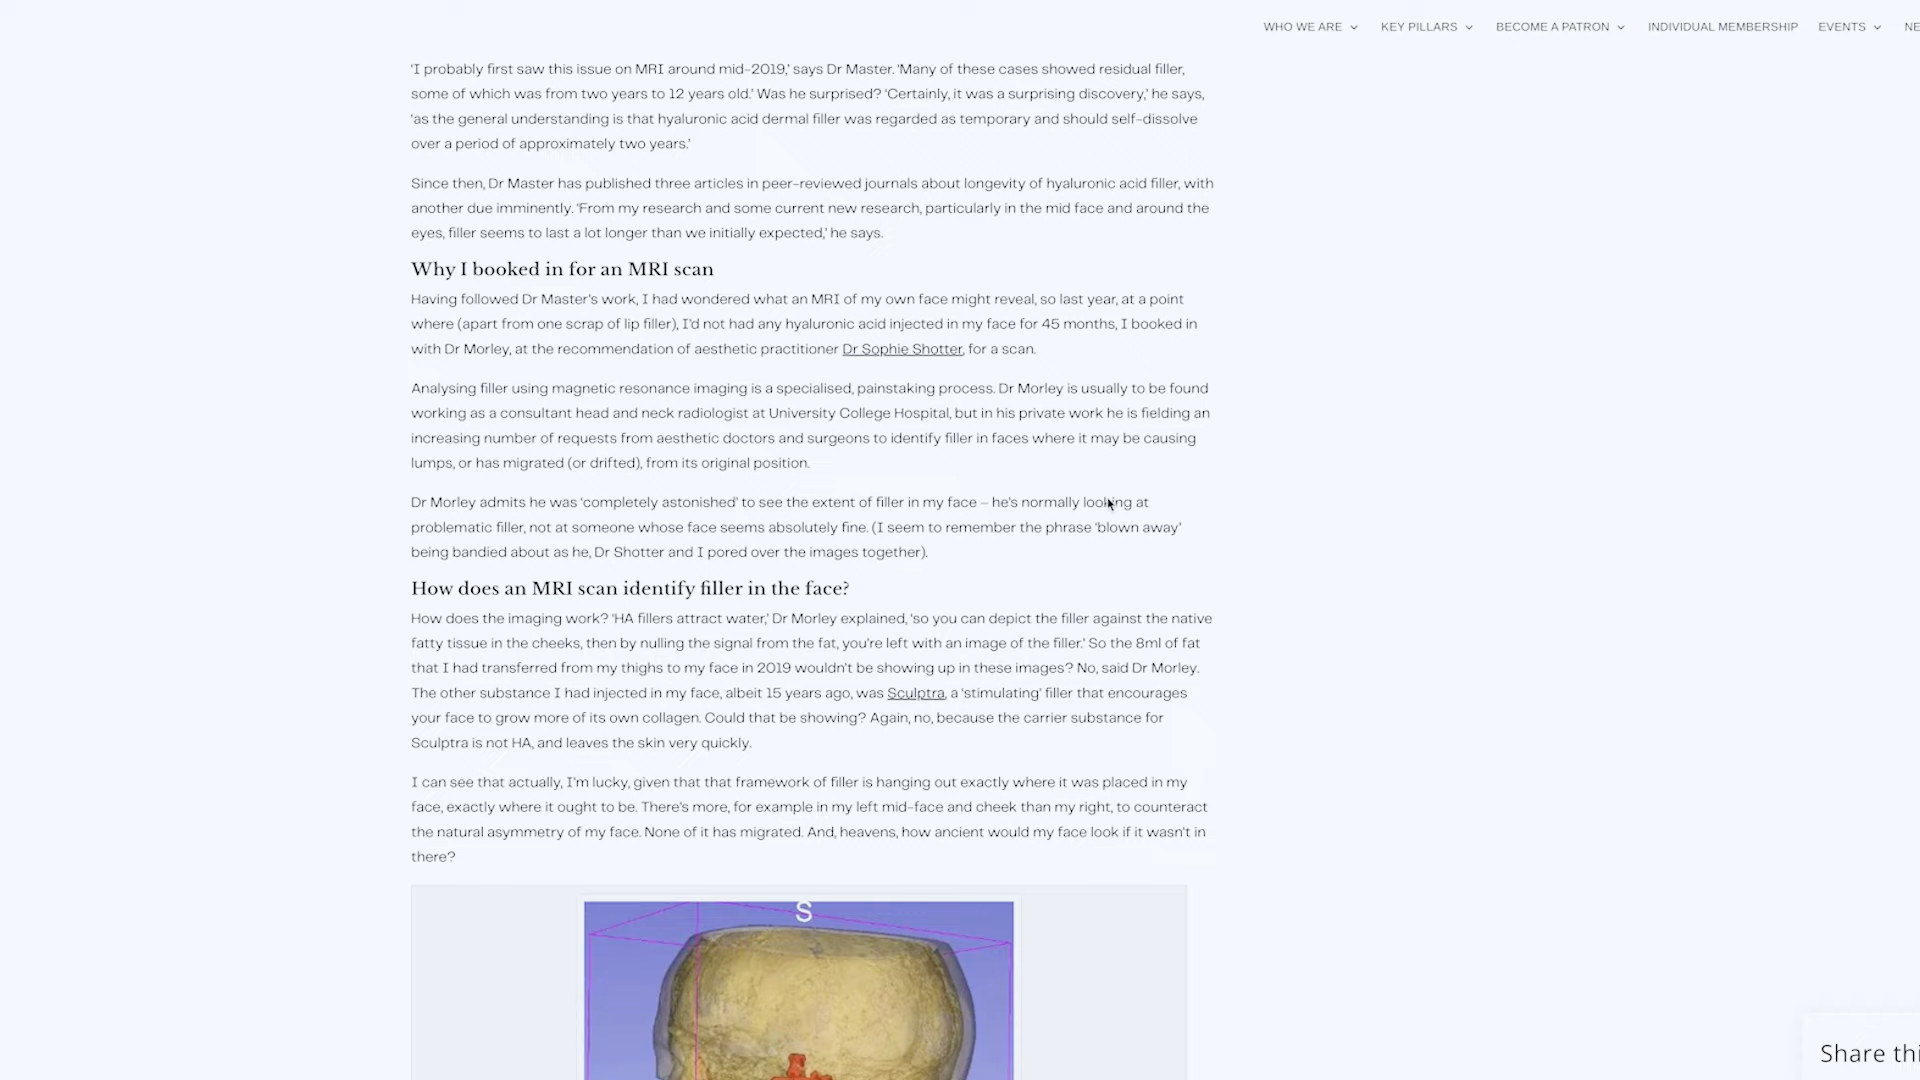 WHO WE ARE KEY PILLARS BECOME A PATRON INDIVIDUAL MEMBERSHIP EVENTS NE
‘I probably first saw this issue on MRI around mid-2019,’ says Dr Master. ‘Many of these cases showed residual filler,
some of which was from two years to 12 years old.’ Was he surprised? ‘Certainly, it was a surprising discovery,’ he says,
‘as the general understanding is that hyaluronic acid dermal filler was regarded as temporary and should self-dissolve
over a period of approximately two years.’
Since then, Dr Master has published three articles in peer-reviewed journals about longevity of hyaluronic acid filler, with
another due imminently. ‘From my research and some current new research, particularly in the mid face and around the
eyes, filler seems to last a lot longer than we initially expected,’ he says.
Why I booked in for an MRI scan
Having followed Dr Master’s work, I had wondered what an MRI of my own face might reveal, so last year, at a point
where (apart from one scrap of lip filler), I’d not had any hyaluronic acid injected in my face for 45 months, I booked in
with Dr Morley, at the recommendation of aesthetic practitioner Dr Sophie Shotter, for a scan.
Analysing filler using magnetic resonance imaging is a specialised, painstaking process. Dr Morley is usually to be found
working as a consultant head and neck radiologist at University College Hospital, but in his private work he is fielding an
increasing number of requests from aesthetic doctors and surgeons to identify filler in faces where it may be causing
lumps, or has migrated (or drifted), from its original position.
Dr Morley admits he was ‘completely astonished’ to see the extent of filler in my face – he’s normally looking at
problematic filler, not at someone whose face seems absolutely fine. (I seem to remember the phrase ‘blown away’
being bandied about as he, Dr Shotter and I pored over the images together).
How does an MRI scan identify filler in the face?
How does the imaging work? ‘HA fillers attract water,’ Dr Morley explained, ‘so you can depict the filler against the native
fatty tissue in the cheeks, then by nulling the signal from the fat, you’re left with an image of the filler.’ So the 8ml of fat
that I had transferred from my thighs to my face in 2019 wouldn’t be showing up in these images? No, said Dr Morley.
The other substance I had injected in my face, albeit 15 years ago, was Sculptra, a ‘stimulating’ filler that encourages
your face to grow more of its own collagen. Could that be showing? Again, no, because the carrier substance for
Sculptra is not HA, and leaves the skin very quickly.
I can see that actually, I’m lucky, given that that framework of filler is hanging out exactly where it was placed in my
face, exactly where it ought to be. There’s more, for example in my left mid-face and cheek than my right, to counteract
the natural asymmetry of my face. None of it has migrated. And, heavens, how ancient would my face look if it wasn’t in
there?
S
Share thi